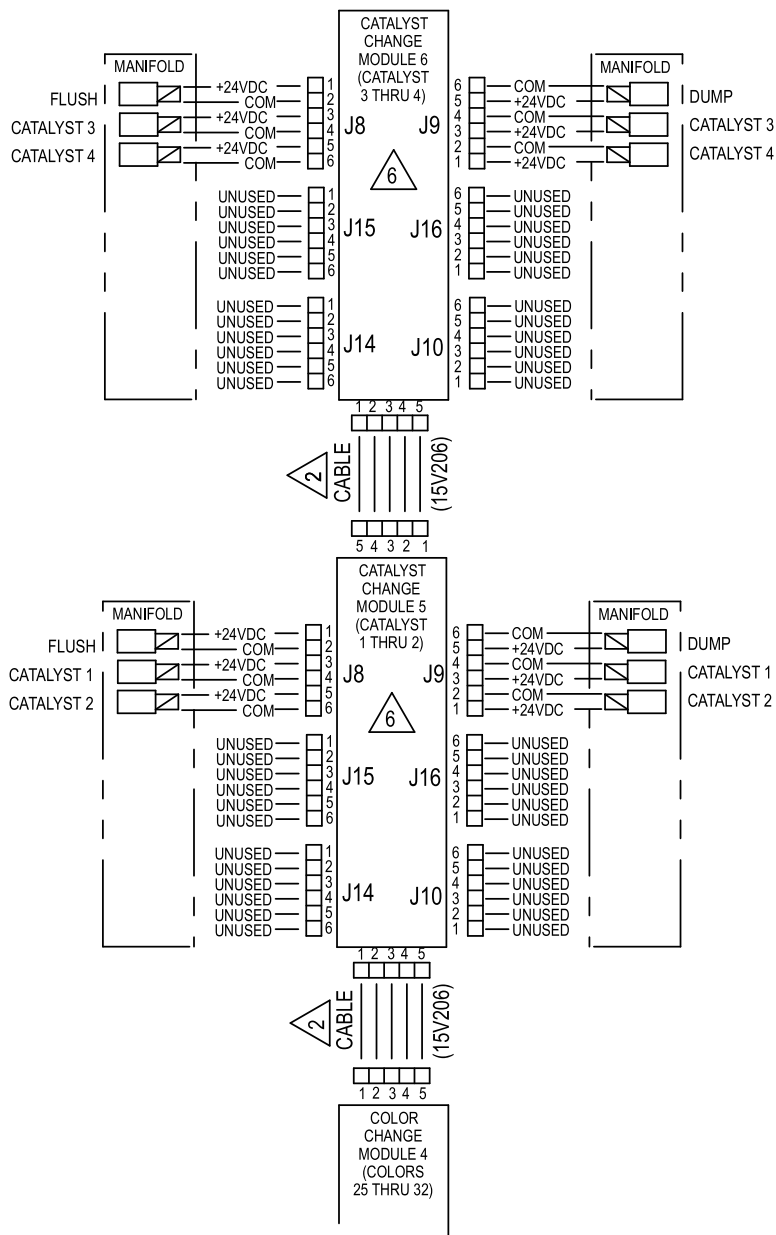 CATALYST
CHANGE
MODULE 6
(CATALYST
3 THRU 4)
MANIFOLD
FLUSH
CATALYST 3
CATALYST 4
+24VDC 1
COM 2
+24VDC 3
COM 4
+24VDC 5
COM 6
J8
J9
6 COM
5 +24VDC
4 COM
3 +24VDC
2 COM
1 +24VDC
MANIFOLD
DUMP
CATALYST 3
CATALYST 4
6
UNUSED 1
UNUSED 2
UNUSED 3
UNUSED 4
UNUSED 5
UNUSED 6
J15
J16
6 UNUSED
5 UNUSED
4 UNUSED
3 UNUSED
2 UNUSED
1 UNUSED
UNUSED 1
UNUSED 2
UNUSED 3
UNUSED 4
UNUSED 5
UNUSED 6
J14
J10
6 UNUSED
5 UNUSED
4 UNUSED
3 UNUSED
2 UNUSED
1 UNUSED
1 2 3 4 5
2
CABLE
(15V206)
5 4 3 2 1
CATALYST
CHANGE
MODULE 5
(CATALYST
1 THRU 2)
MANIFOLD
FLUSH
CATALYST 1
CATALYST 2
+24VDC 1
COM 2
+24VDC 3
COM 4
+24VDC 5
COM 6
J8
J9
6 COM
5 +24VDC
4 COM
3 +24VDC
2 COM
1 +24VDC
MANIFOLD
DUMP
CATALYST 1
CATALYST 2
6
UNUSED 1
UNUSED 2
UNUSED 3
UNUSED 4
UNUSED 5
UNUSED 6
J15
J16
6 UNUSED
5 UNUSED
4 UNUSED
3 UNUSED
2 UNUSED
1 UNUSED
UNUSED 1
UNUSED 2
UNUSED 3
UNUSED 4
UNUSED 5
UNUSED 6
J14
J10
6 UNUSED
5 UNUSED
4 UNUSED
3 UNUSED
2 UNUSED
1 UNUSED
1 2 3 4 5
2
CABLE
(15V206)
1 2 3 4 5
COLOR
CHANGE
MODULE 4
(COLORS
25 THRU 32)